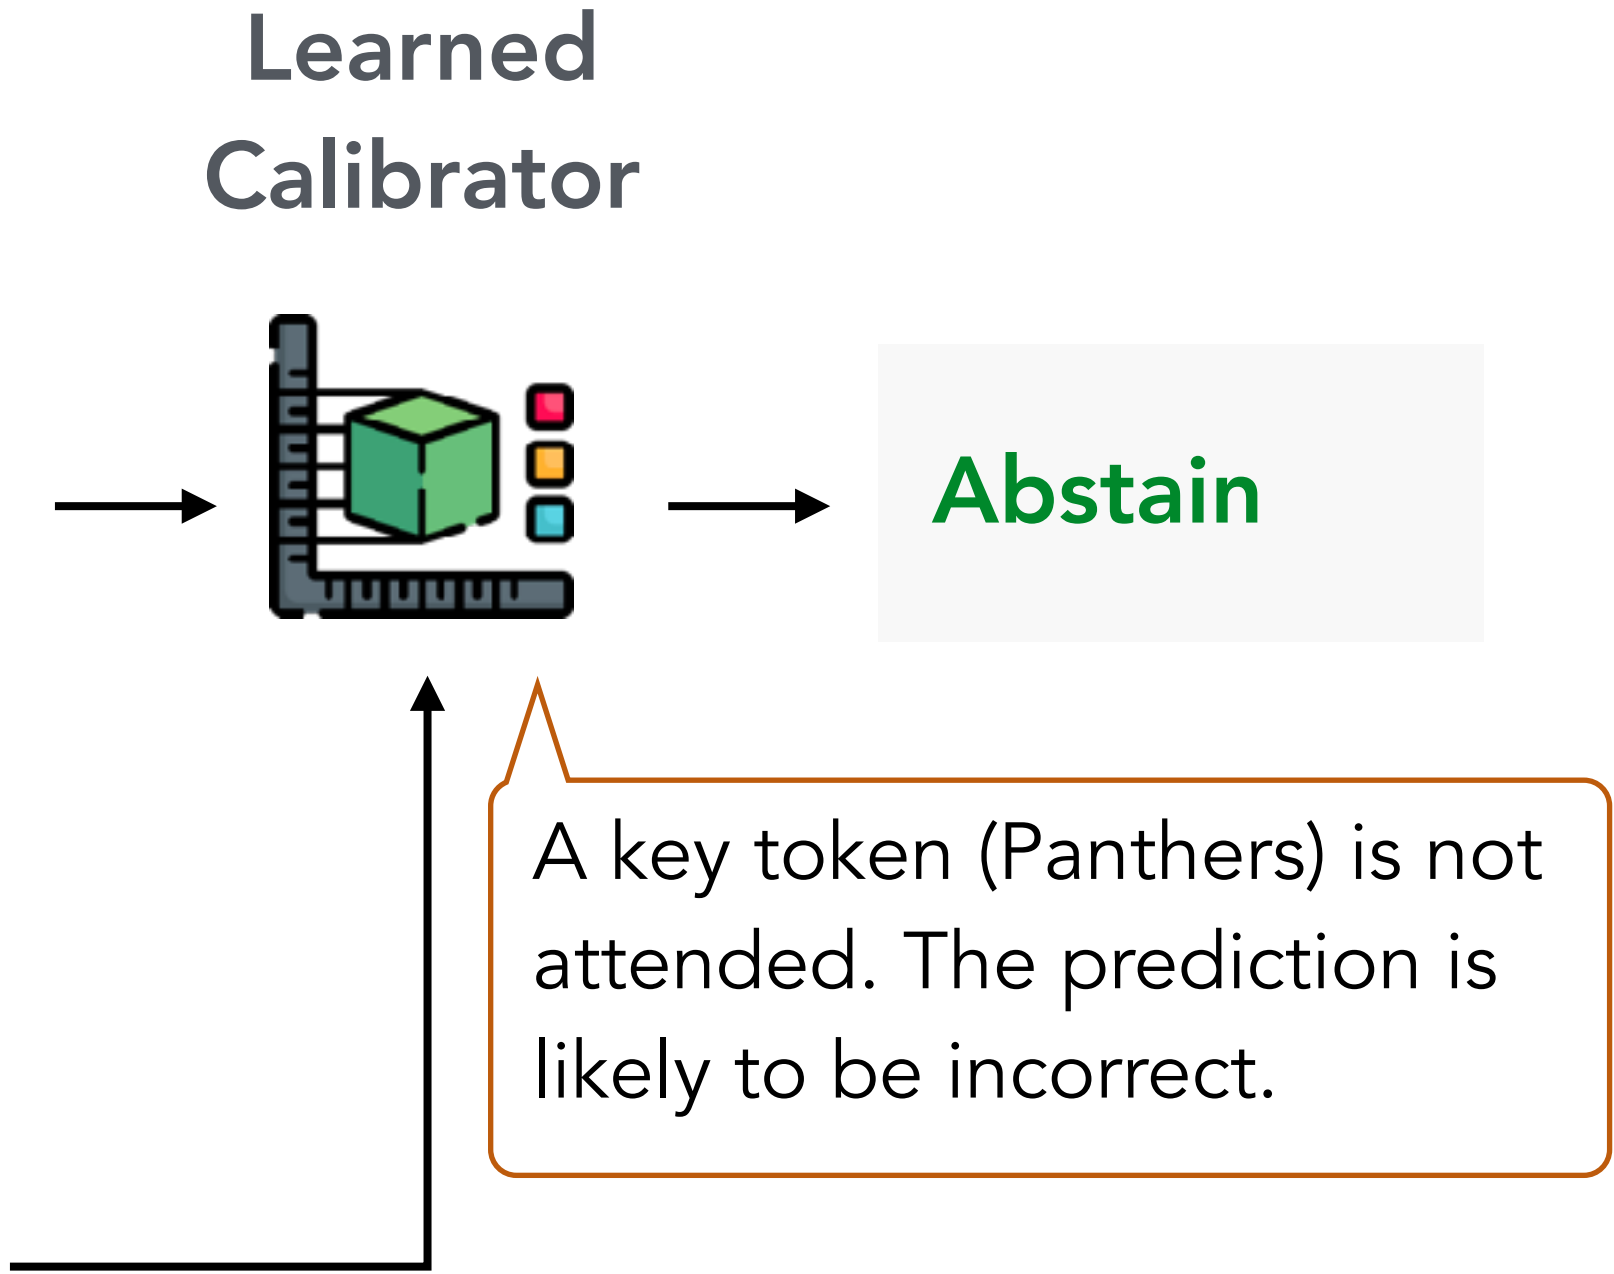 Learned
Calibrator
Abstain
A key token (Panthers) is not
attended. The prediction is
likely to be incorrect.